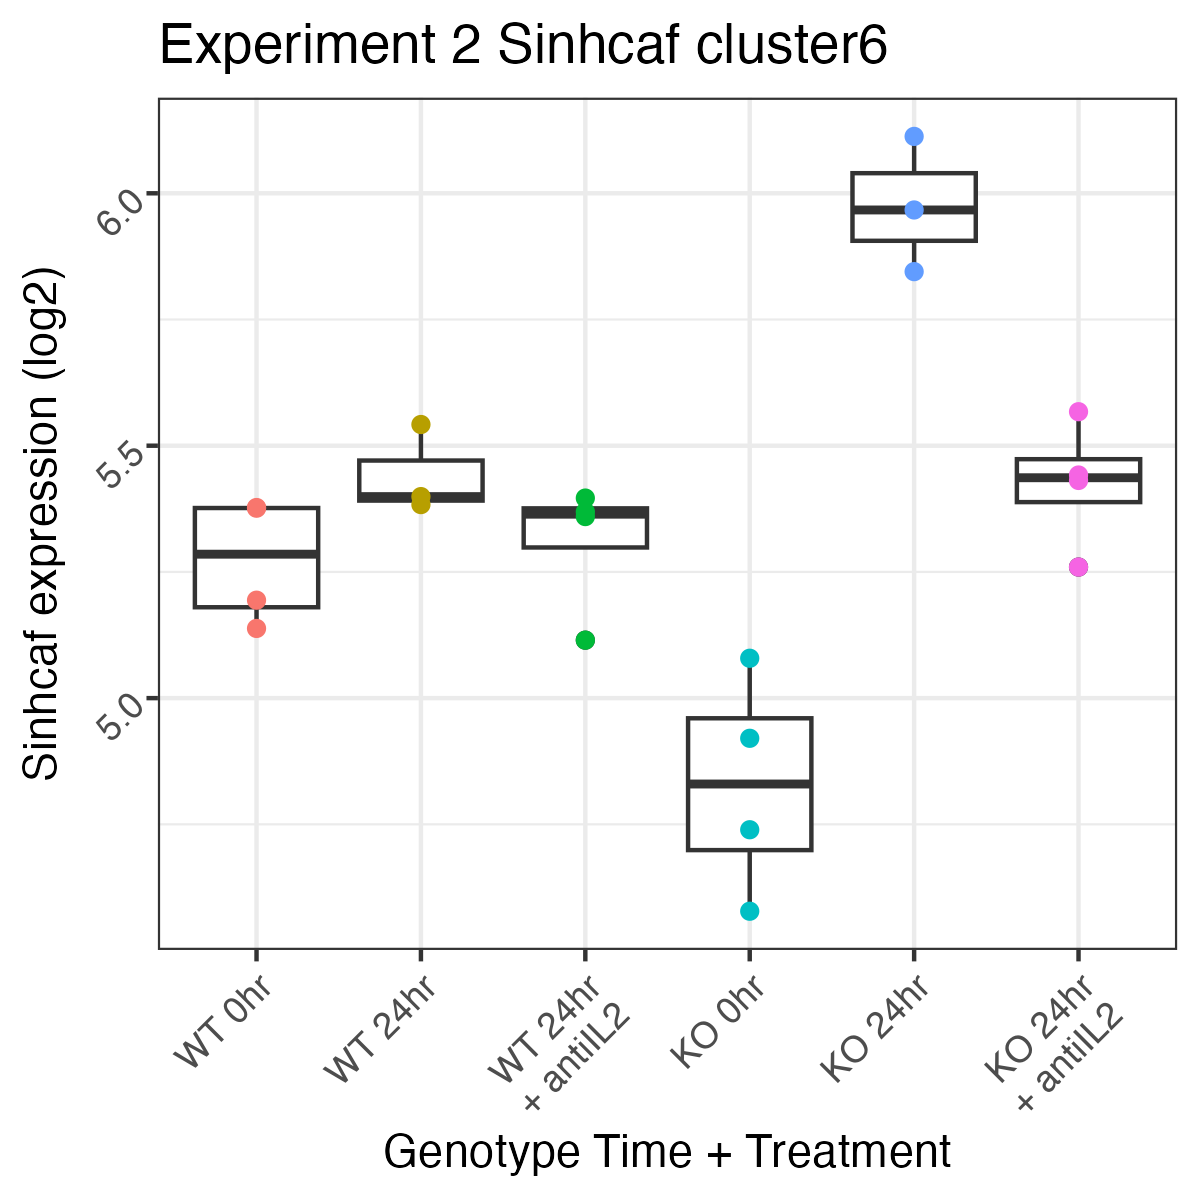 Experiment 2 Sinhcaf cluster6
Sinhcaf expression (log2)
6.0
5.5
5.0
WT 0hr
WT 24hr
WT 24hr
+ antiIL2
KO 0hr
KO 24hr
KO 24hr
+ antiIL2
Genotype Time + Treatment